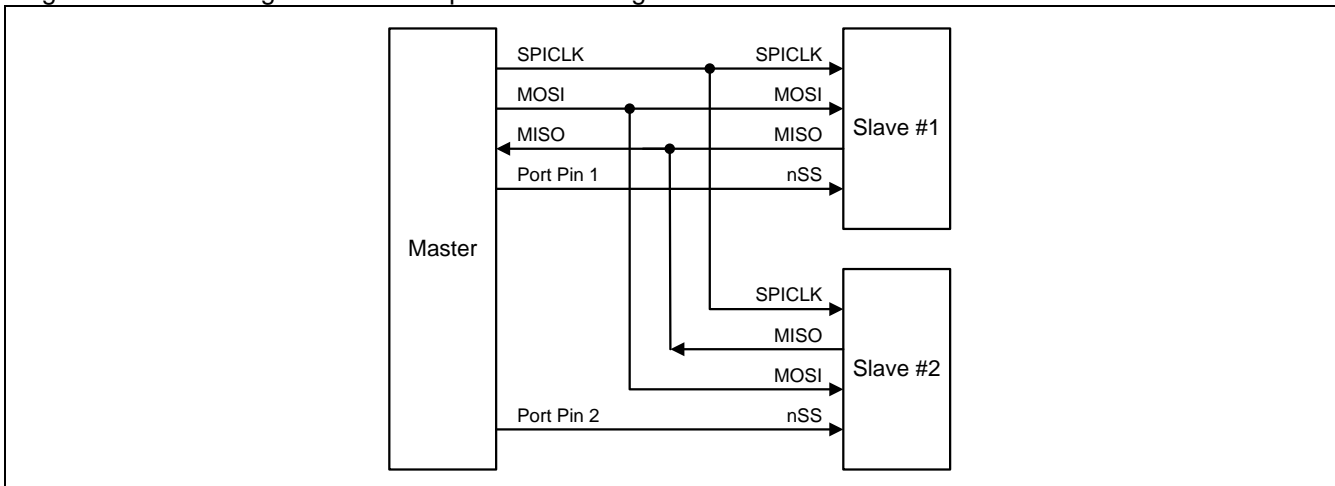 SPICLK SPICLK
MOSI MOSI
MISO MISO
Slave #1
Port Pin 1 nSS
Master
SPICLK
MISO
MOSI
Slave #2
Port Pin 2 nSS